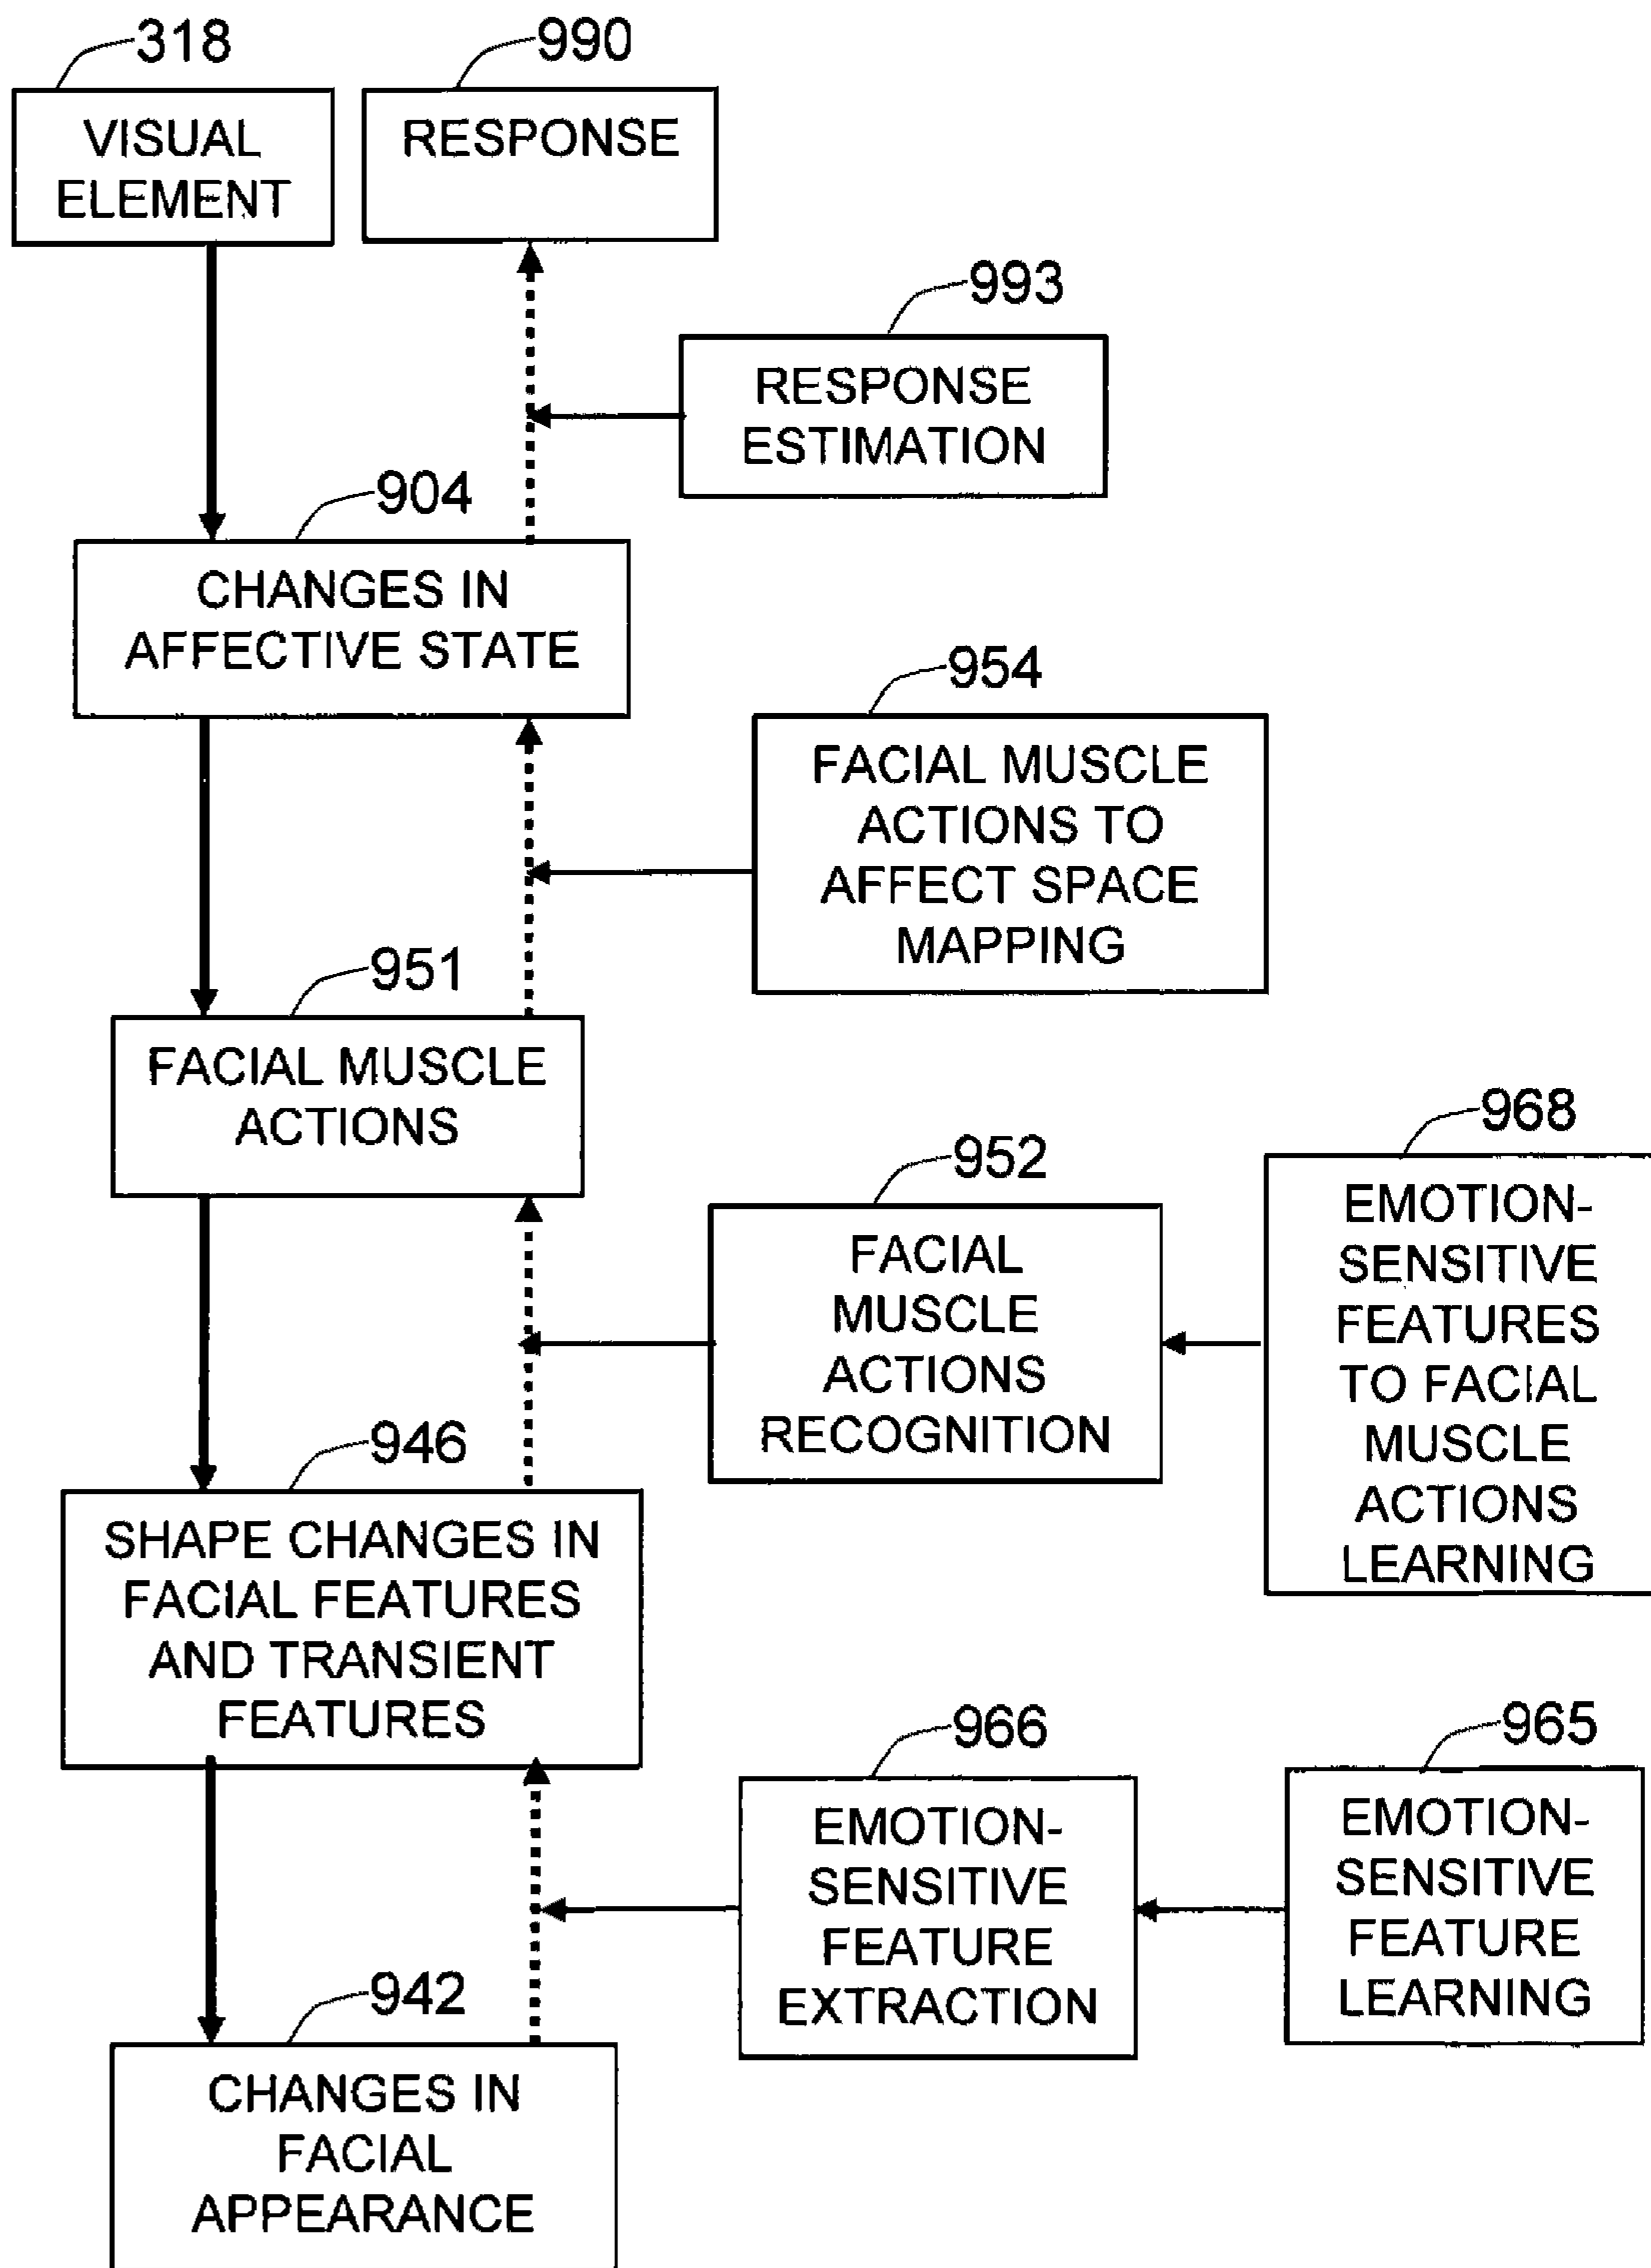 318
990
VISUAL
ELEMENT
RESPONSE
993
RESPONSE
ESTIMATION
904
CHANGES IN
AFFECTIVE STATE
954
FACIAL MUSCLE
ACTIONS TO
AFFECT SPACE
MAPPING
951
FACIAL MUSCLE
ACTIONS
952
FACIAL
MUSCLE
ACTIONS
RECOGNITION
968
EMOTION-
SENSITIVE
FEATURES
TO FACIAL
MUSCLE
ACTIONS
LEARNING
946
SHAPE CHANGES IN
FACIAL FEATURES
AND TRANSIENT
FEATURES
966
EMOTION-
SENSITIVE
FEATURE
EXTRACTION
965
EMOTION-
SENSITIVE
FEATURE
LEARNING
942
CHANGES IN
FACIAL
APPEARANCE